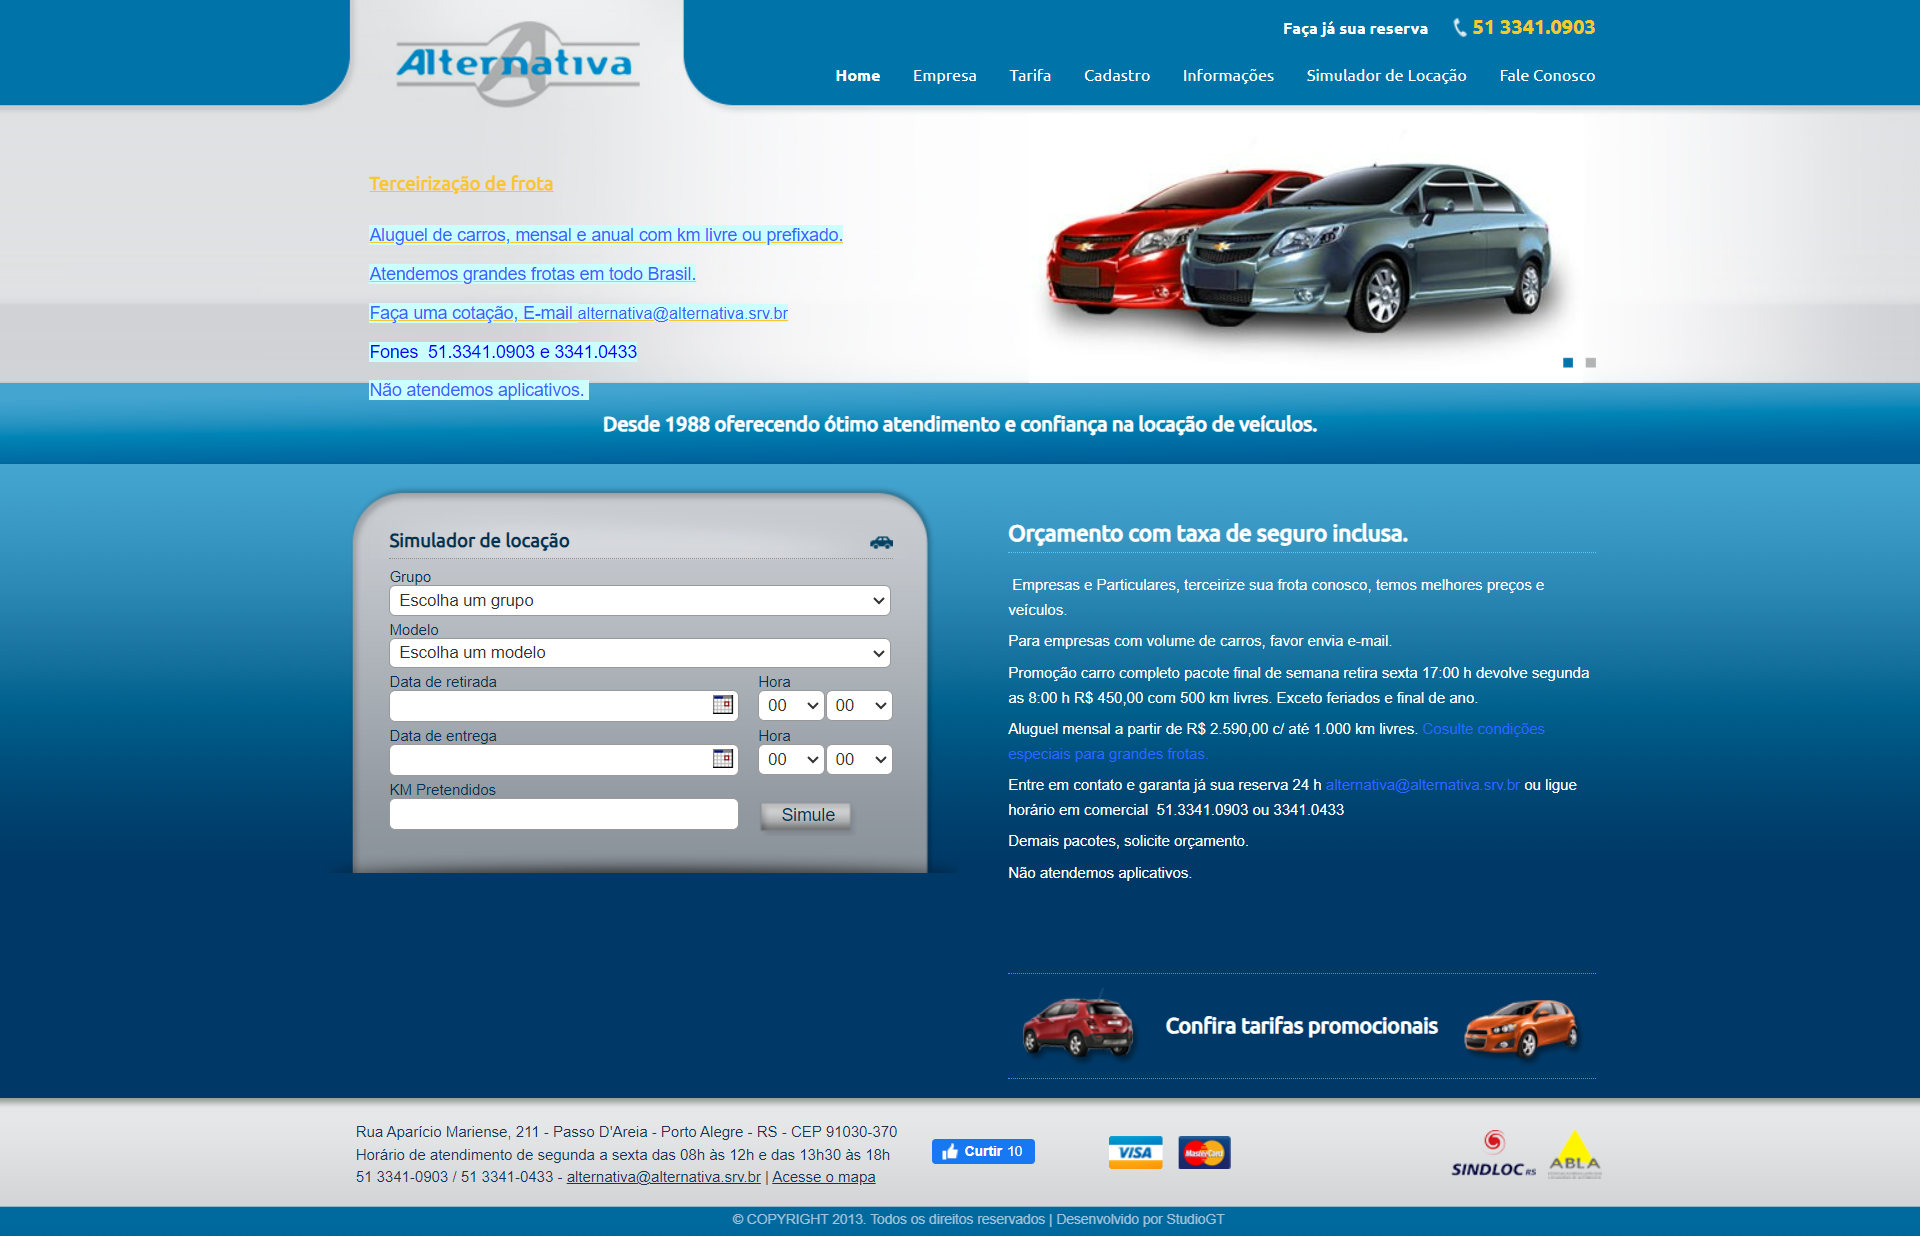 Alternativa
Faça já sua reserva 51 3341.0903
Home Empresa Tarifa Cadastro Informações Simulador de Locação Fale Conosco
Terceirização de frota
Aluguel de carros, mensal e anual com km livre ou prefixado.
Atendemos grandes frotas em todo Brasil.
Faça uma cotação, E-mail alternativa@alternativa.srv.br
Fones  51.3341.0903 e 3341.0433
Não atendemos aplicativos.
Desde 1988 oferecendo ótimo atendimento e confiança na locação de veículos.
Simulador de locação
Grupo
Escolha um grupo
Modelo
Escolha um modelo
Data de retirada Hora
00 00
Data de entrega Hora
00 00
KM Pretendidos
Simule
Orçamento com taxa de seguro inclusa.
Empresas e Particulares, terceirize sua frota conosco, temos melhores preços e
veículos.
Para empresas com volume de carros, favor envia e-mail.
Promoção carro completo pacote final de semana retira sexta 17:00 h devolve segunda
as 8:00 h R$ 450,00 com 500 km livres. Exceto feriados e final de ano.
Aluguel mensal a partir de R$ 2.590,00 c/ até 1.000 km livres. Cosulte condições
especiais para grandes frotas.
Entre em contato e garanta já sua reserva 24 h alternativa@alternativa.srv.br ou ligue
horário em comercial  51.3341.0903 ou 3341.0433
Demais pacotes, solicite orçamento.
Não atendemos aplicativos.
Confira tarifas promocionais
Rua Aparício Mariense, 211 - Passo D'Areia - Porto Alegre - RS - CEP 91030-370
Horário de atendimento de segunda a sexta das 08h às 12h e das 13h30 às 18h
51 3341-0903 / 51 3341-0433 - alternativa@alternativa.srv.br | Acesse o mapa
Curtir 10
VISA
MasterCard
SINDLOC RS
ABLA
© COPYRIGHT 2013. Todos os direitos reservados | Desenvolvido por StudioGT